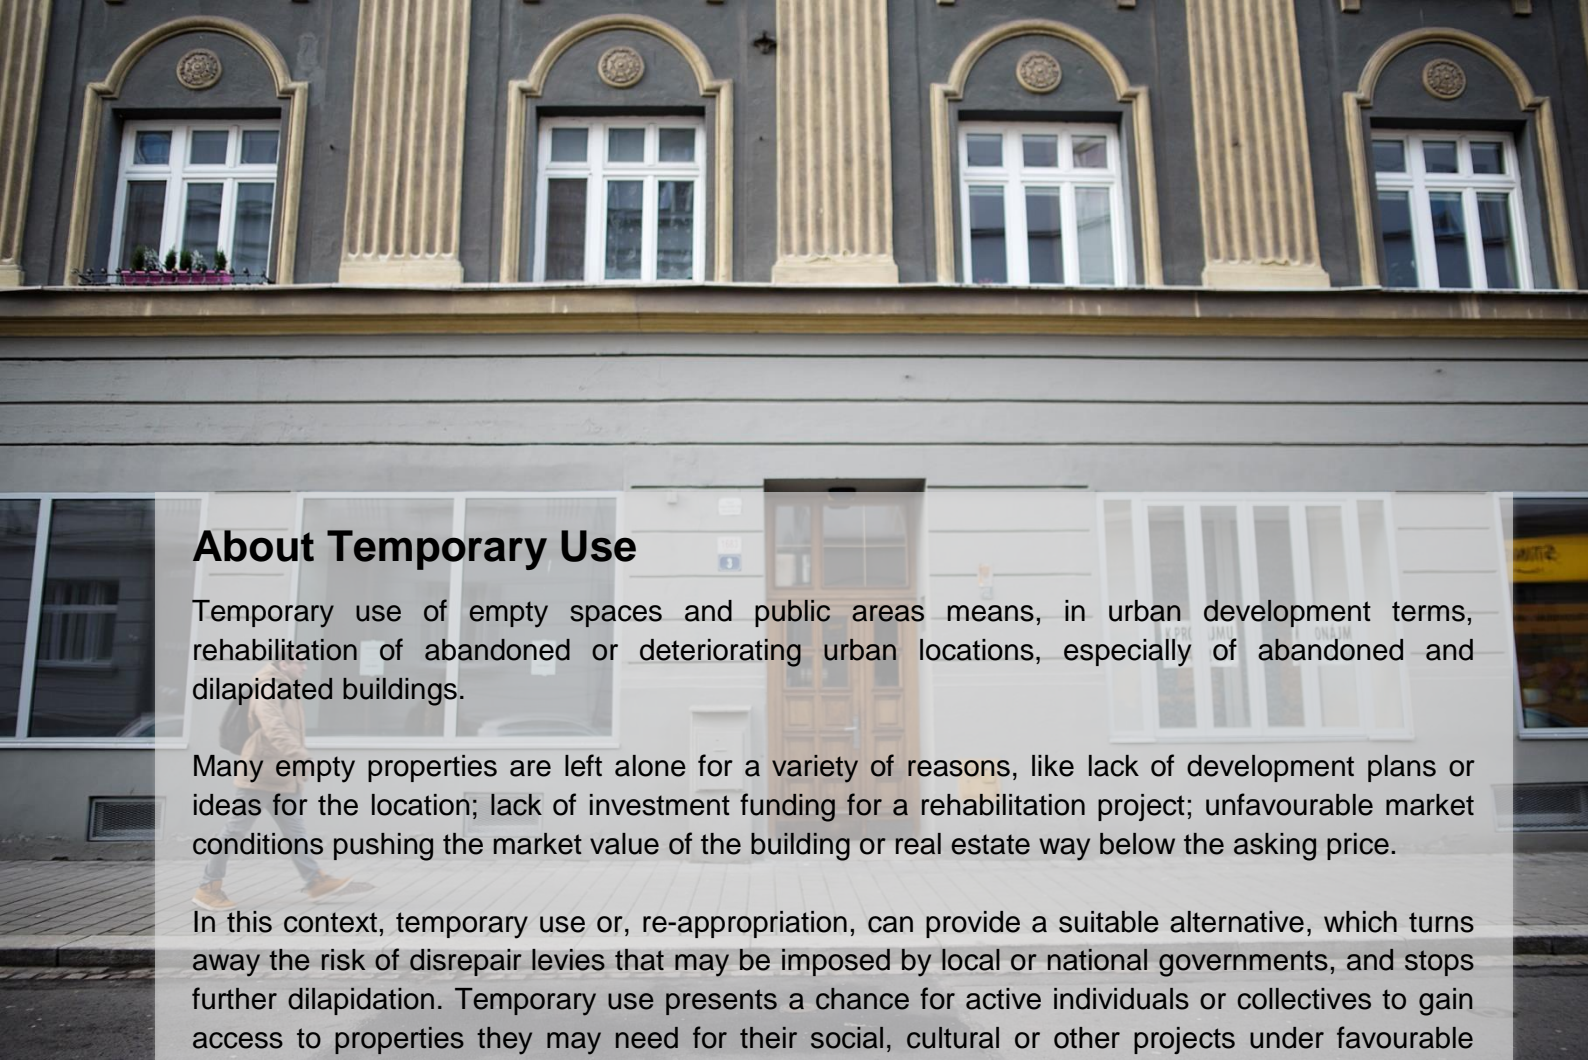 About Temporary Use
Temporary use of empty spaces and public areas means, in urban development terms,
rehabilitation of abandoned or deteriorating urban locations, especially of abandoned and
dilapidated buildings.
Many empty properties are left alone for a variety of reasons, like lack of development plans or
ideas for the location; lack of investment funding for a rehabilitation project; unfavourable market
conditions pushing the market value of the building or real estate way below the asking price.
In this context, temporary use or, re-appropriation, can provide a suitable alternative, which turns
away the risk of disrepair levies that may be imposed by local or national governments, and stops
further dilapidation. Temporary use presents a chance for active individuals or collectives to gain
access to properties they may need for their social, cultural or other projects under favourable